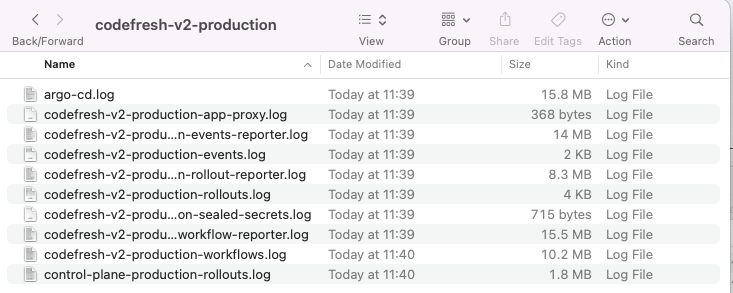 codefresh-v2-production
Back/Forward View Group Share Edit Tags Action Search
Name Date Modified Size Kind
argo-cd.log Today at 11:39 15.8 MB Log File
codefresh-v2-production-app-proxy.log Today at 11:39 368 bytes Log File
codefresh-v2-produ...n-events-reporter.log Today at 11:39 14 MB Log File
codefresh-v2-production-events.log Today at 11:39 2 KB Log File
codefresh-v2-produ...n-rollout-reporter.log Today at 11:39 8.3 MB Log File
codefresh-v2-production-rollouts.log Today at 11:39 4 KB Log File
codefresh-v2-produ...on-sealed-secrets.log Today at 11:39 715 bytes Log File
codefresh-v2-produ...workflow-reporter.log Today at 11:39 15.5 MB Log File
codefresh-v2-production-workflows.log Today at 11:40 10.2 MB Log File
control-plane-production-rollouts.log Today at 11:40 1.8 MB Log File